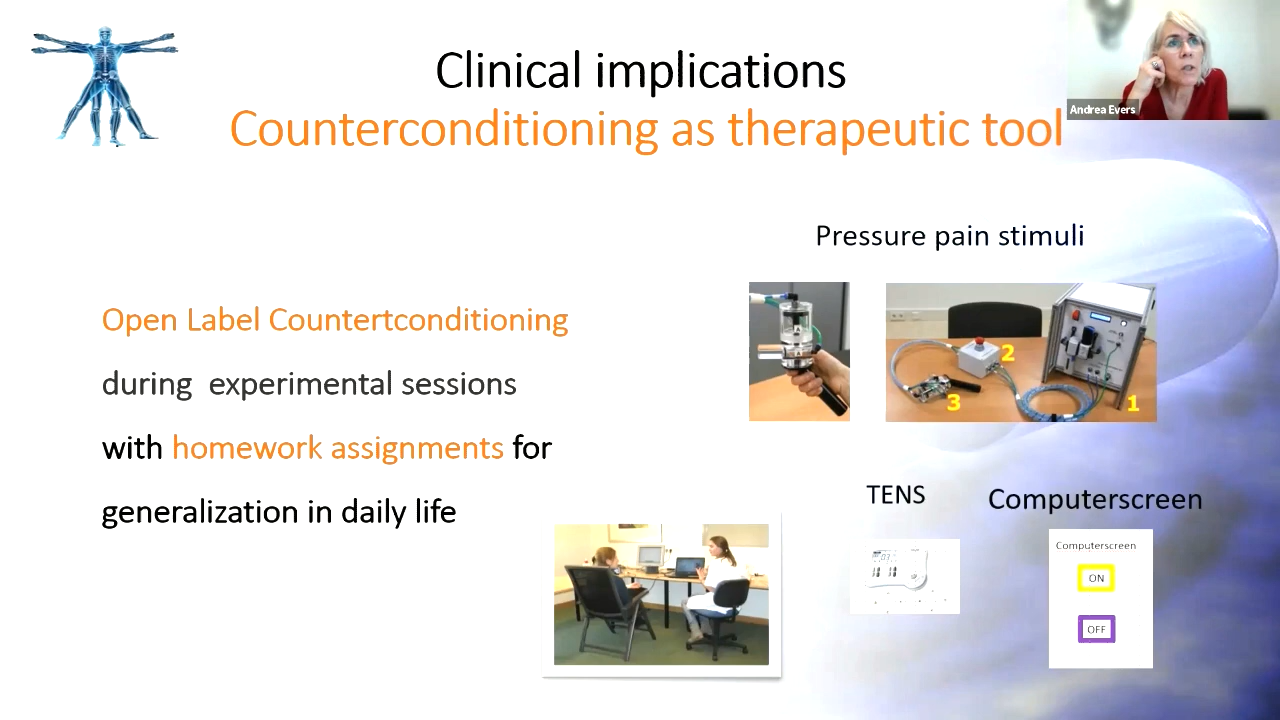 Clinical implications
Counterconditioning as therapeutic tool
Andrea Evers
Pressure pain stimuli
Open Label Countertconditioning
during experimental sessions
with homework assignments for
generalization in daily life
2
3
1
TENS
Computerscreen
Computerscreen
ON
OFF